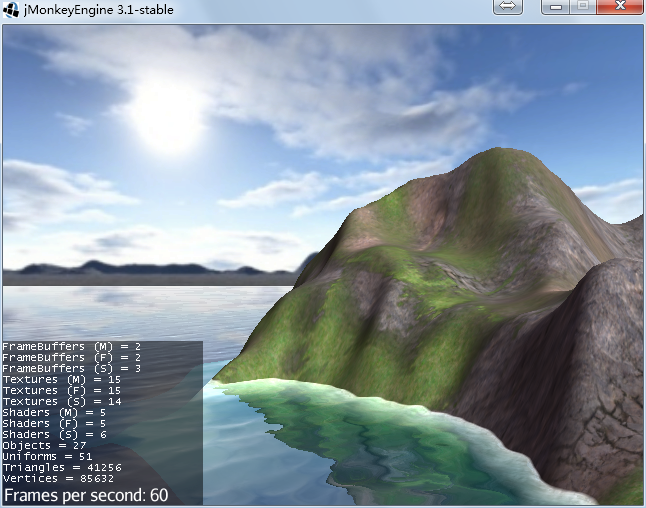 jMonkeyEngine 3.1-stable
FrameBuffers (M) = 2
FrameBuffers (F) = 2
FrameBuffers (S) = 3
Textures (M) = 15
Textures (F) = 15
Textures (S) = 14
Shaders (M) = 5
Shaders (F) = 5
Shaders (S) = 6
Objects = 27
Uniforms = 51
Triangles = 41256
Vertices = 85632
Frames per second: 60